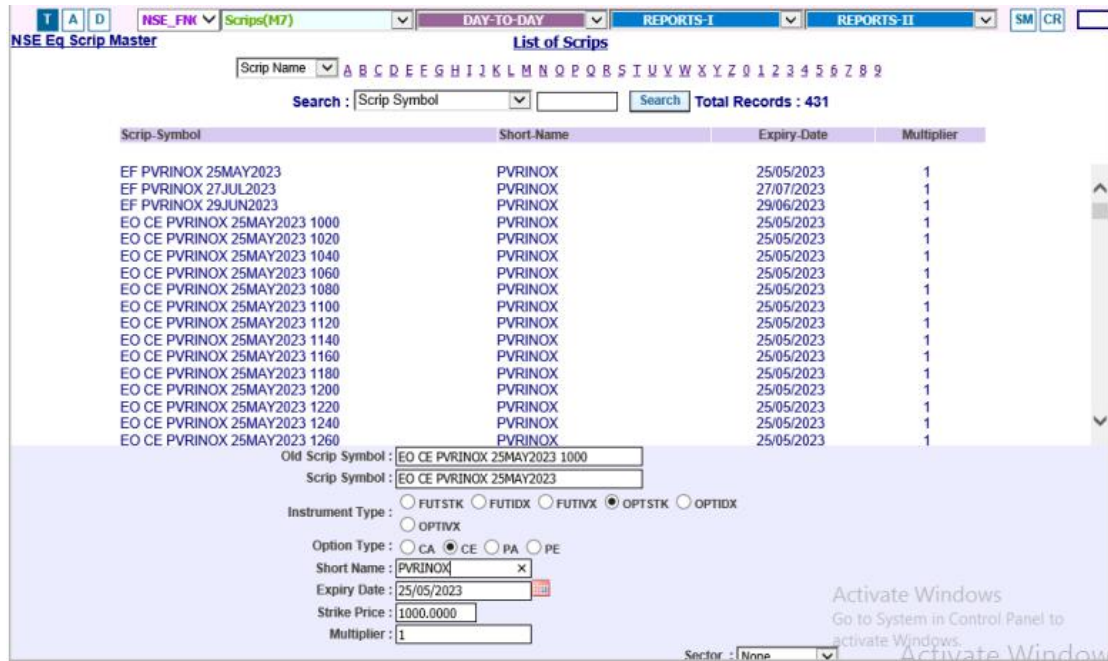 T A D NSE_FN( Scrips(M7) DAY-TO-DAY REPORTS-I REPORTS-II SM CR
NSE Eq Scrip Master List of Scrips
Scrip Name A B C D E F G H I J K L M N O P Q R S T U V W X Y Z 0 1 2 3 4 5 6 7 8 9
Search : Scrip Symbol Search Total Records : 431
Scrip-Symbol Short-Name Expiry-Date Multiplier
EF PVRINOX 25MAY2023 PVRINOX 25/05/2023 1
EF PVRINOX 27JUL2023 PVRINOX 27/07/2023 1
EF PVRINOX 29JUN2023 PVRINOX 29/06/2023 1
EO CE PVRINOX 25MAY2023 1000 PVRINOX 25/05/2023 1
EO CE PVRINOX 25MAY2023 1020 PVRINOX 25/05/2023 1
EO CE PVRINOX 25MAY2023 1040 PVRINOX 25/05/2023 1
EO CE PVRINOX 25MAY2023 1060 PVRINOX 25/05/2023 1
EO CE PVRINOX 25MAY2023 1080 PVRINOX 25/05/2023 1
EO CE PVRINOX 25MAY2023 1100 PVRINOX 25/05/2023 1
EO CE PVRINOX 25MAY2023 1120 PVRINOX 25/05/2023 1
EO CE PVRINOX 25MAY2023 1140 PVRINOX 25/05/2023 1
EO CE PVRINOX 25MAY2023 1160 PVRINOX 25/05/2023 1
EO CE PVRINOX 25MAY2023 1180 PVRINOX 25/05/2023 1
EO CE PVRINOX 25MAY2023 1200 PVRINOX 25/05/2023 1
EO CE PVRINOX 25MAY2023 1220 PVRINOX 25/05/2023 1
EO CE PVRINOX 25MAY2023 1240 PVRINOX 25/05/2023 1
EO CE PVRINOX 25MAY2023 1260 PVRINOX 25/05/2023 1
Old Scrip Symbol : EO CE PVRINOX 25MAY2023 1000
Scrip Symbol : EO CE PVRINOX 25MAY2023
Instrument Type : FUTSTK FUTIDX FUTIVX OPTSTK OPTIDX
OPTIVX
Option Type : CA CE PA PE
Short Name : PVRINOX
Expiry Date : 25/05/2023
Strike Price : 1000.0000
Multiplier : 1
Sector : None
Activate Windows
Go to System in Control Panel to
activate Windows.
Activate Window